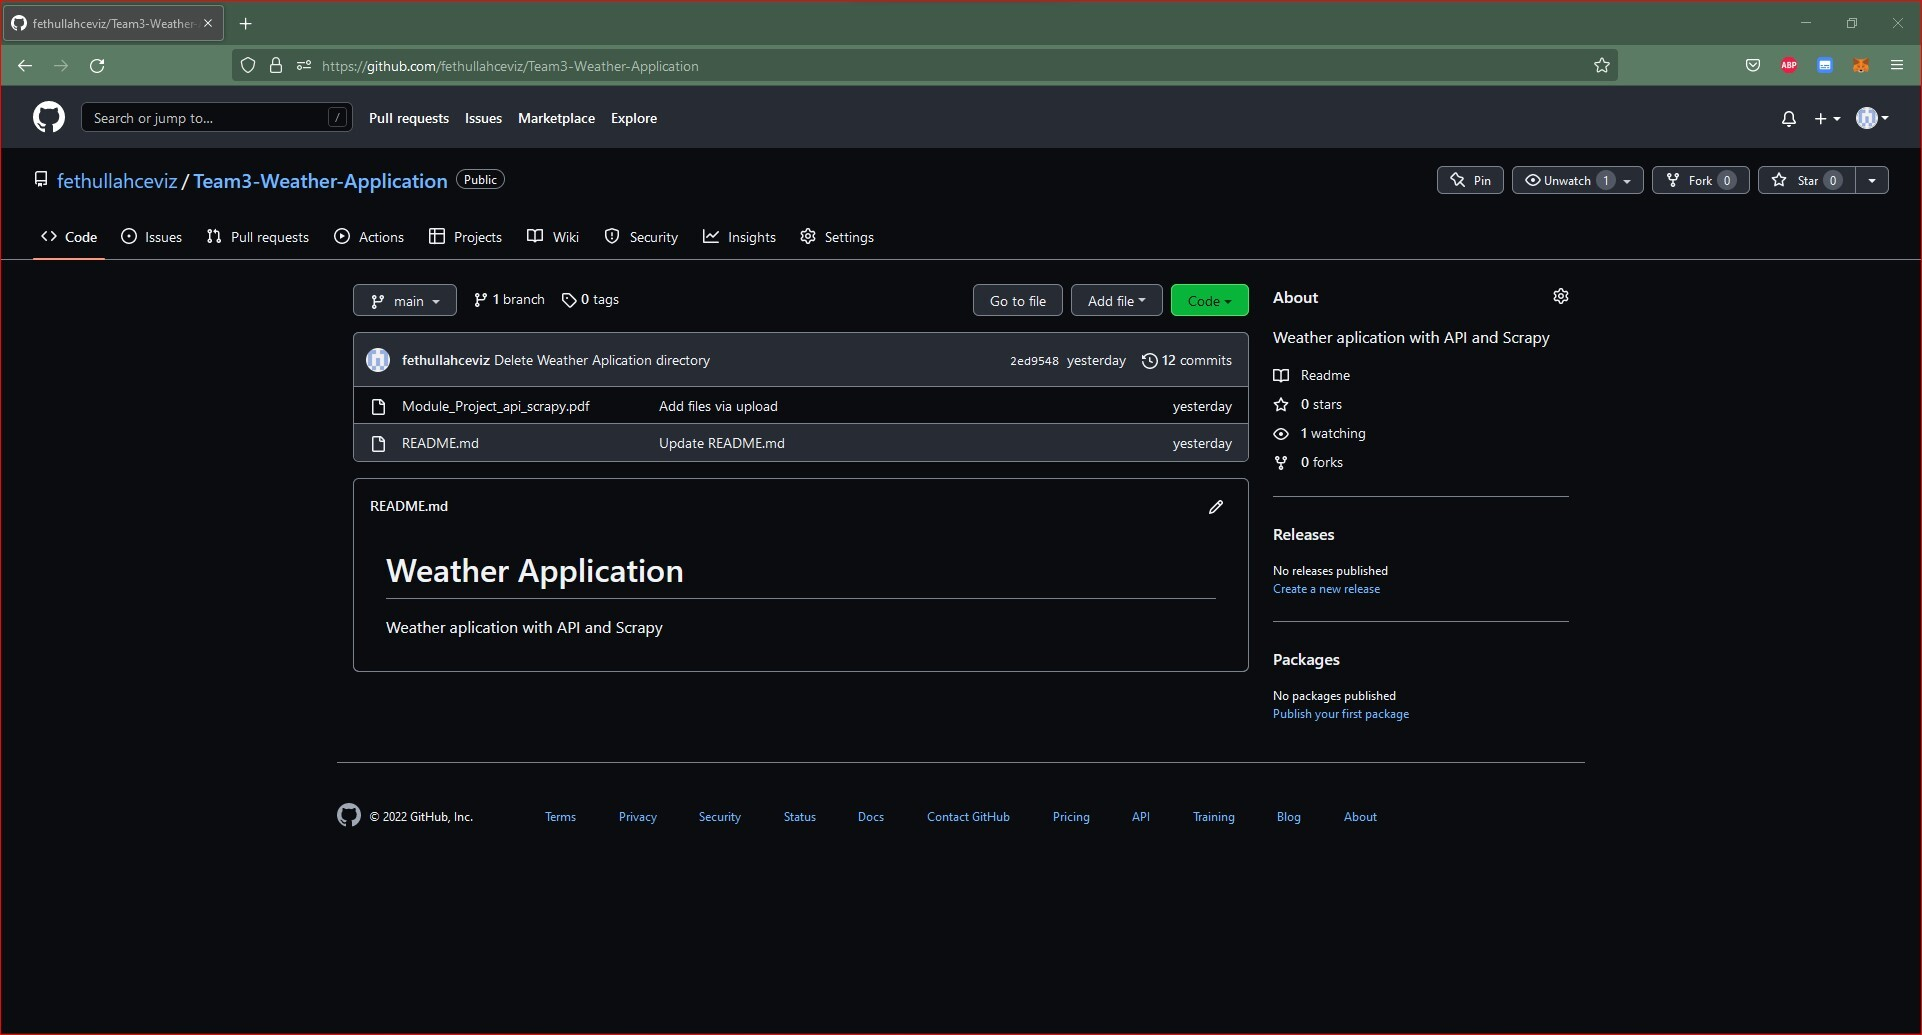 fethullahceviz/Team3-Weather-
https://github.com/fethullahceviz/Team3-Weather-Application
ABP
Search or jump to... /
Pull requests Issues Marketplace Explore
fethullahceviz / Team3-Weather-Application Public
Pin Unwatch 1 Fork 0 Star 0
Code Issues Pull requests Actions Projects Wiki Security Insights Settings
main 1 branch 0 tags Go to file Add file Code
fethullahceviz Delete Weather Aplication directory 2ed9548 yesterday 12 commits
Module_Project_api_scrapy.pdf Add files via upload yesterday
README.md Update README.md yesterday
README.md
Weather Application
Weather aplication with API and Scrapy
About
Weather aplication with API and Scrapy
Readme
0 stars
1 watching
0 forks
Releases
No releases published
Create a new release
Packages
No packages published
Publish your first package
© 2022 GitHub, Inc. Terms Privacy Security Status Docs Contact GitHub Pricing API Training Blog About